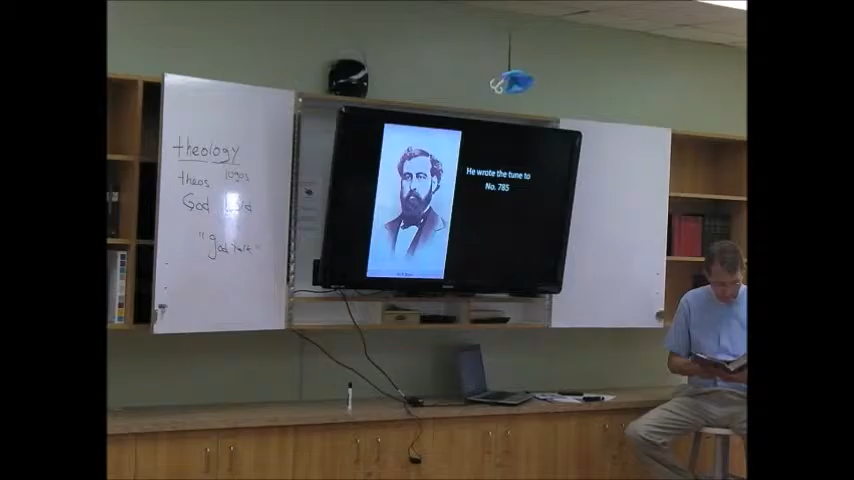 theology
theos logos
God
"god-talk"
He wrote the tune to
No. 785